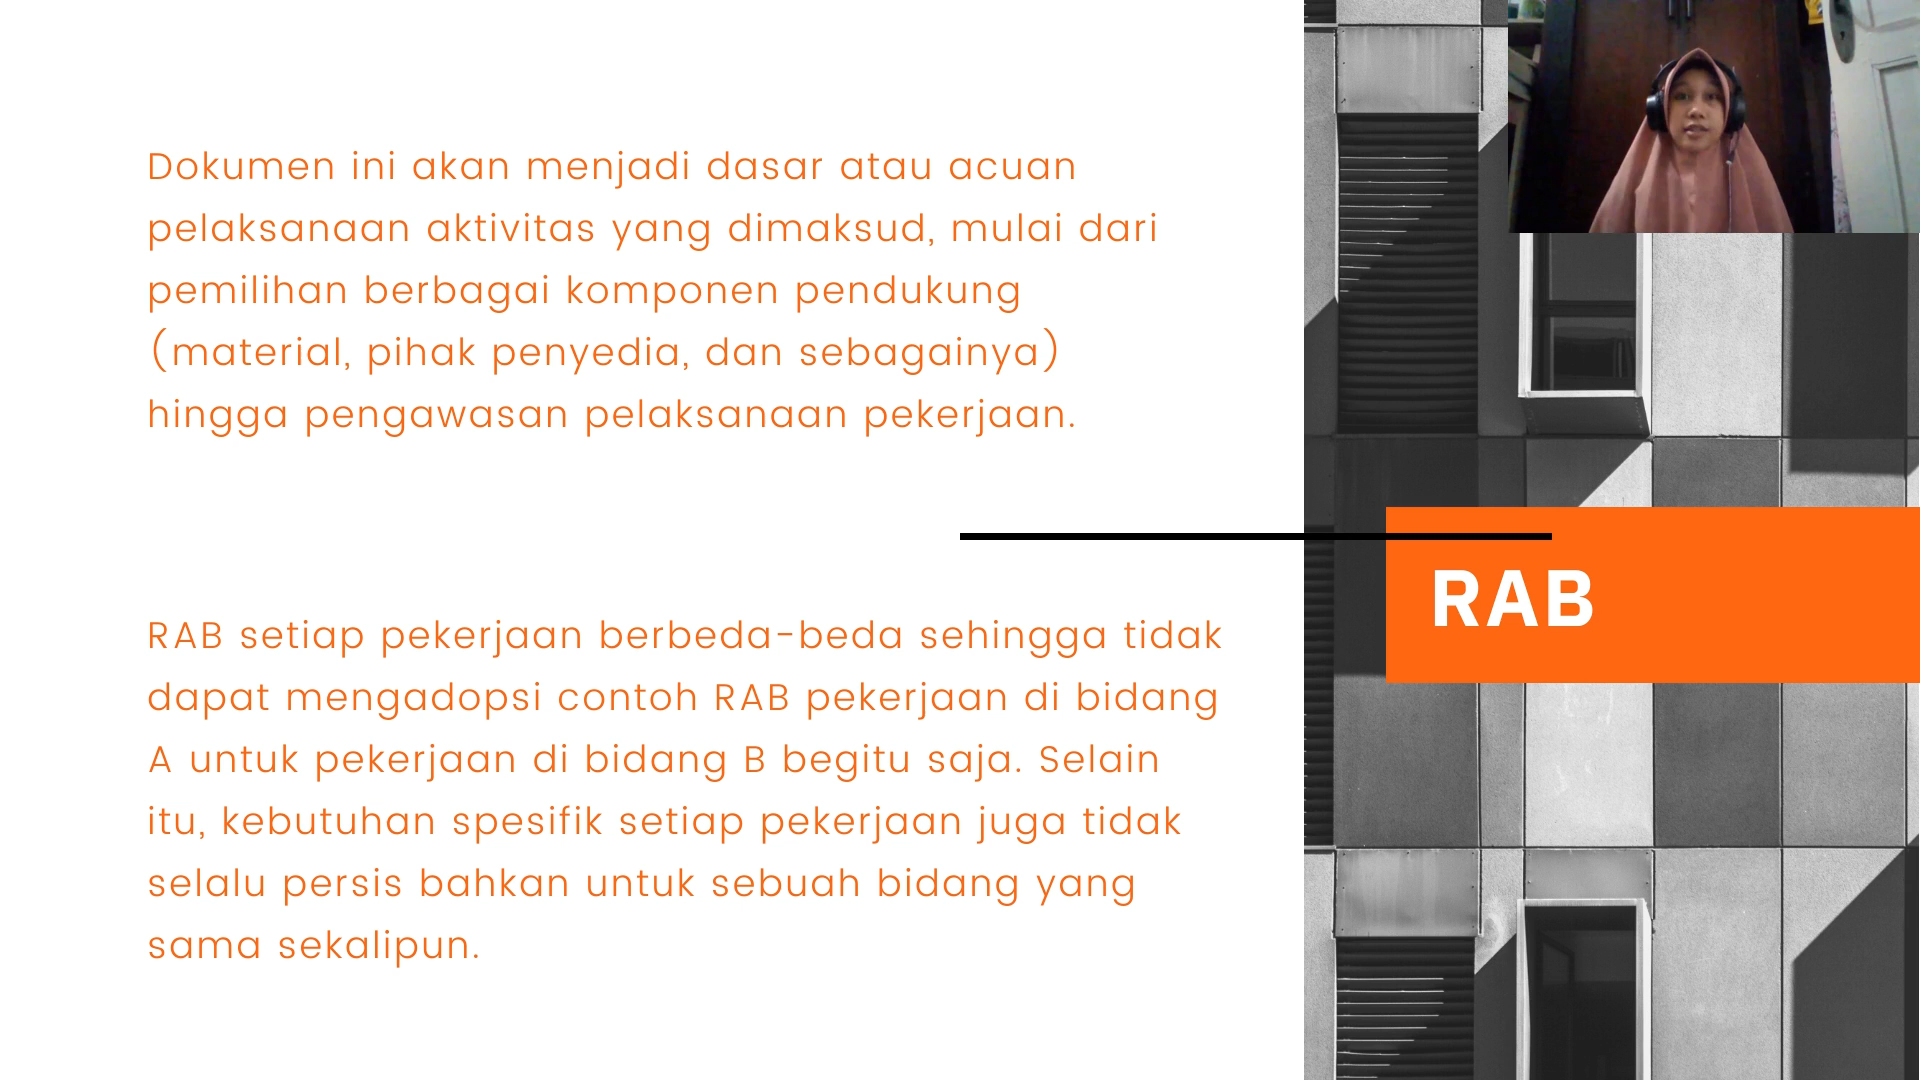 Dokumen ini akan menjadi dasar atau acuan
pelaksanaan aktivitas yang dimaksud, mulai dari
pemilihan berbagai komponen pendukung
(material, pihak penyedia, dan sebagainya)
hingga pengawasan pelaksanaan pekerjaan.
RAB setiap pekerjaan berbeda-beda sehingga tidak
dapat mengadopsi contoh RAB pekerjaan di bidang
A untuk pekerjaan di bidang B begitu saja. Selain
itu, kebutuhan spesifik setiap pekerjaan juga tidak
selalu persis bahkan untuk sebuah bidang yang
sama sekalipun.
RAB